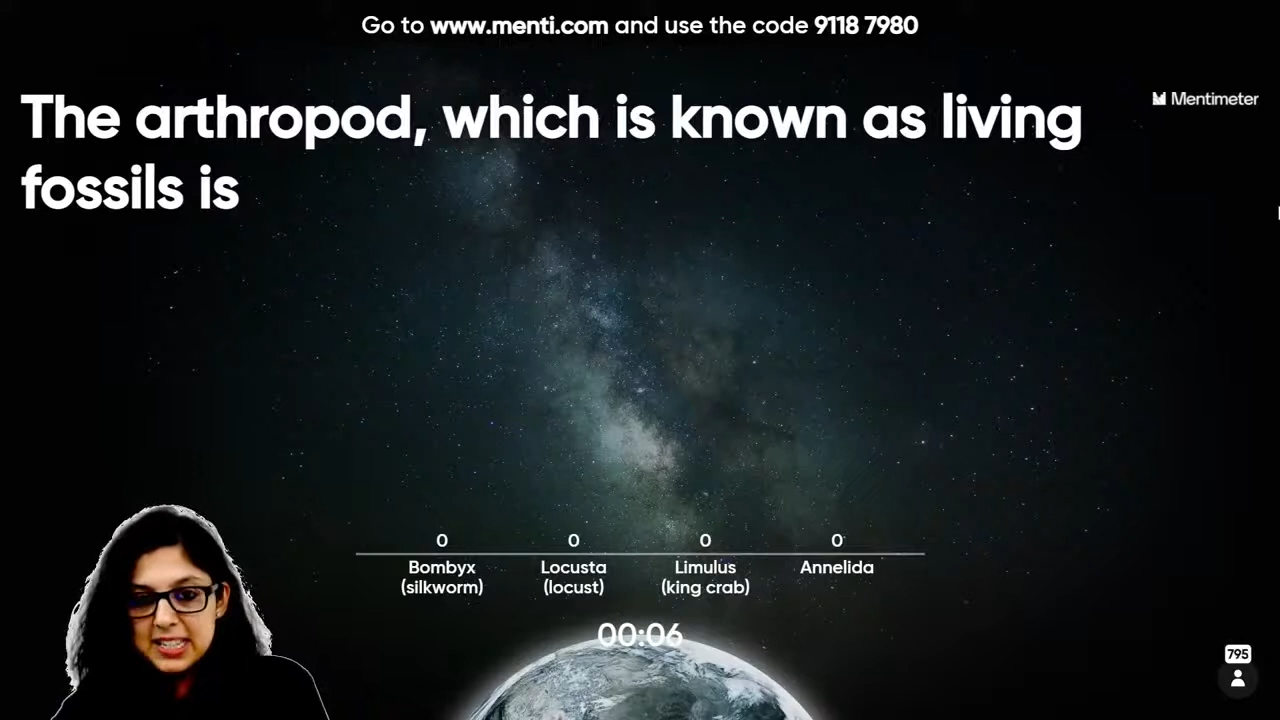 Go to www.menti.com and use the code 9118 7980
The arthropod, which is known as living
fossils is
Mentimeter
0 0 0 0
Bombyx
(silkworm)
Locusta
(locust)
Limulus
(king crab)
Annelida
00:06
795